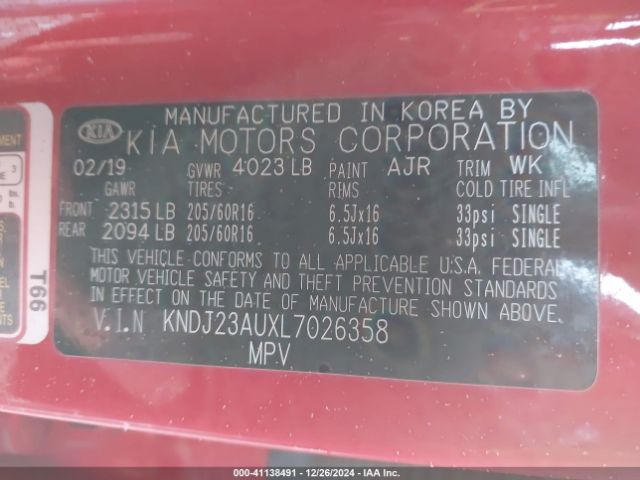 MANUFACTURED IN KOREA BY
KIA KIA MOTORS CORPORATION
02/19 GVWR 4023 LB PAINT AJR TRIM WK
GAWR TIRES RIMS COLD TIRE INFL
FRONT 2315 LB 205/60R16 6.5Jx16 33psi SINGLE
REAR 2094 LB 205/60R16 6.5Jx16 33psi SINGLE
THIS VEHICLE CONFORMS TO ALL APPLICABLE U.S.A. FEDERAL
MOTOR VEHICLE SAFETY AND THEFT PREVENTION STANDARDS
IN EFFECT ON THE DATE OF MANUFACTURE SHOWN ABOVE.
V.I.N KNDJ23AUXL7026358
MPV
T66
000-41138491 - 12/26/2024 - IAA Inc.